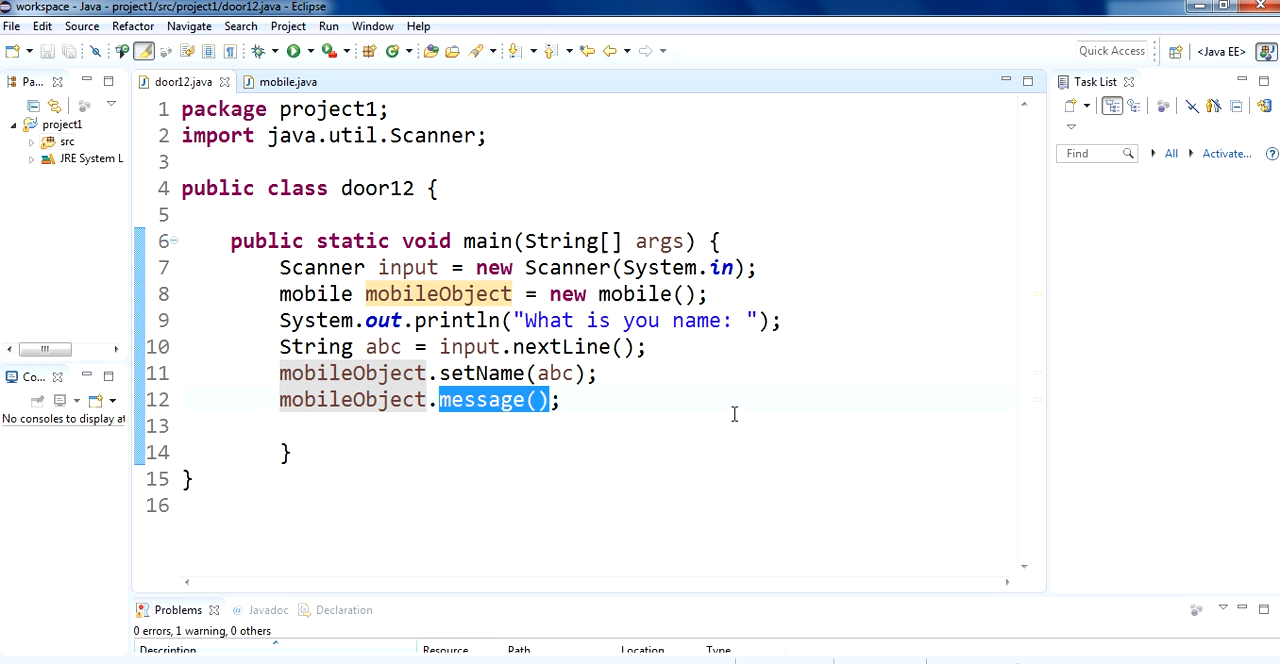 workspace - Java - project1/src/project1/door12.java - Eclipse
File Edit Source Refactor Navigate Search Project Run Window Help
Quick Access <Java EE>
Pa...
project1
src
JRE System L
Co...
No consoles to display at
door12.java mobile.java
1 package project1;
2 import java.util.Scanner;
3
4 public class door12 {
5
6 public static void main(String[] args) {
7 Scanner input = new Scanner(System.in);
8 mobile mobileObject = new mobile();
9 System.out.println("What is you name: ");
10 String abc = input.nextLine();
11 mobileObject.setName(abc);
12 mobileObject.message();
13
14 }
15 }
16
Task List
Find All Activate...
Problems Javadoc Declaration
0 errors, 1 warning, 0 others
Description Resource Path Location Type